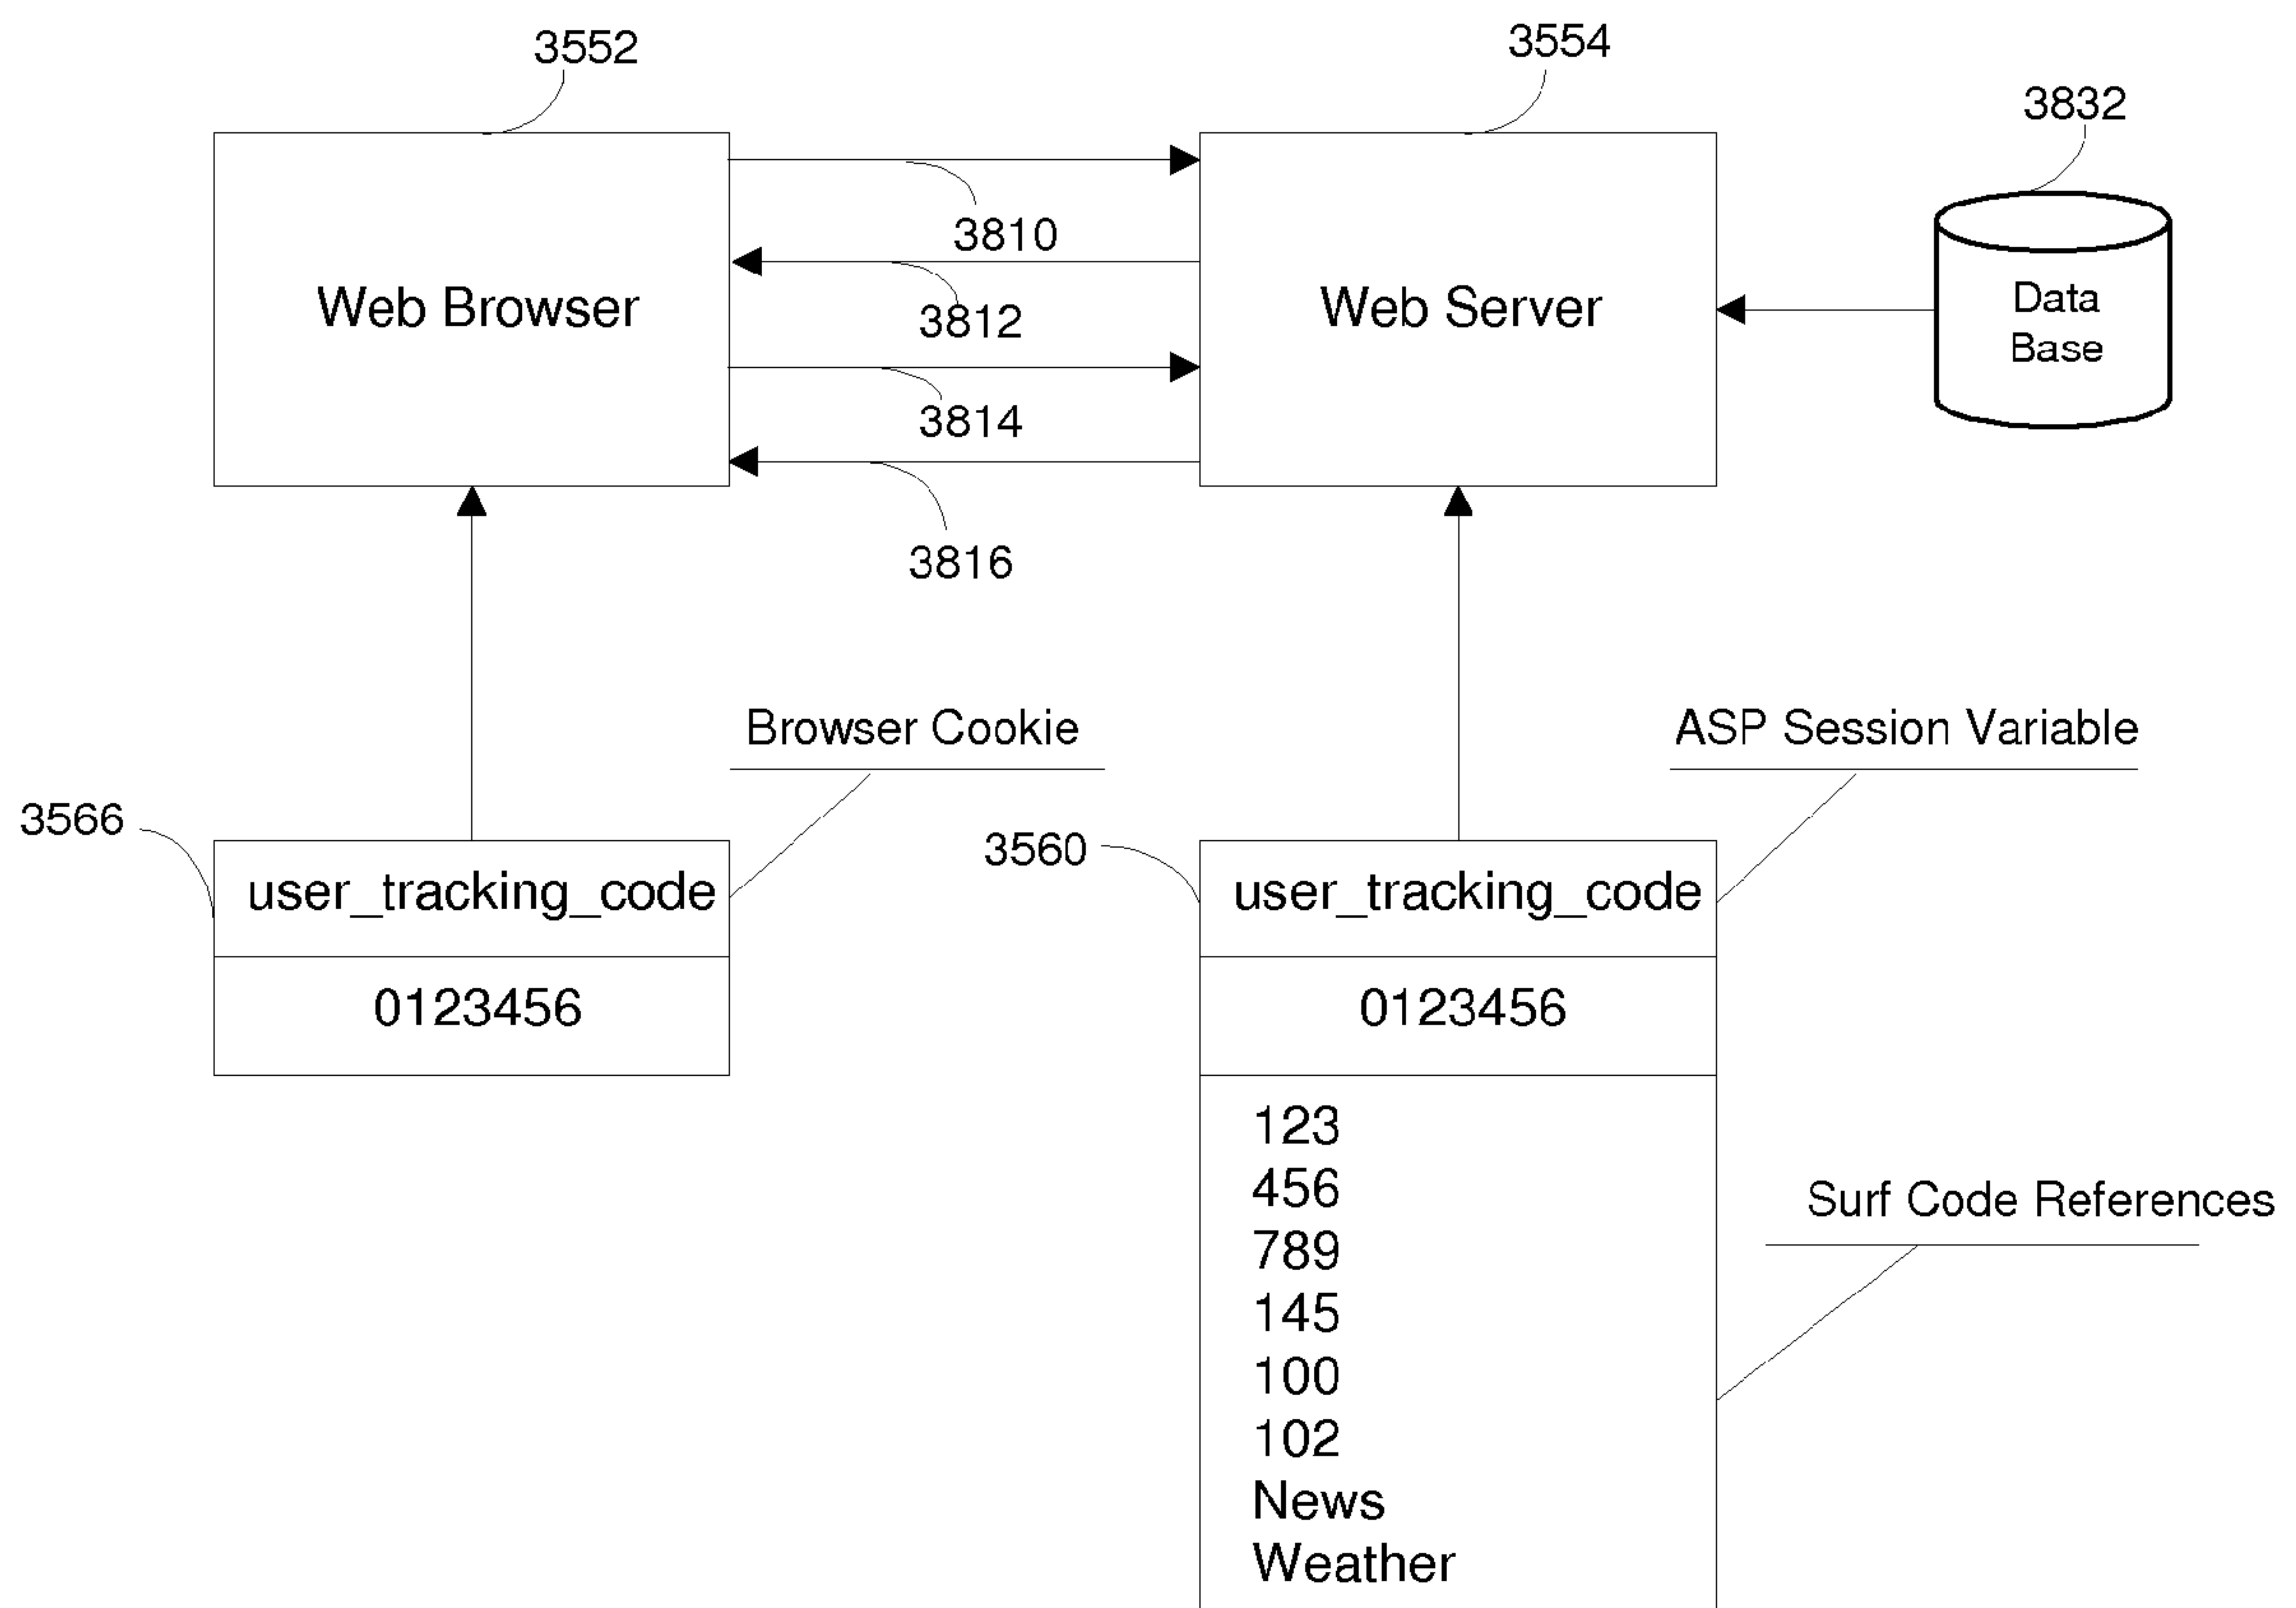 3552
3554
3832
3810
Web Browser
3812
Web Server
Data
Base
3814
3816
Browser Cookie
ASP Session Variable
3566
3560
user_tracking_code
user_tracking_code
0123456
0123456
123
456
789
145
100
102
News
Weather
Surf Code References